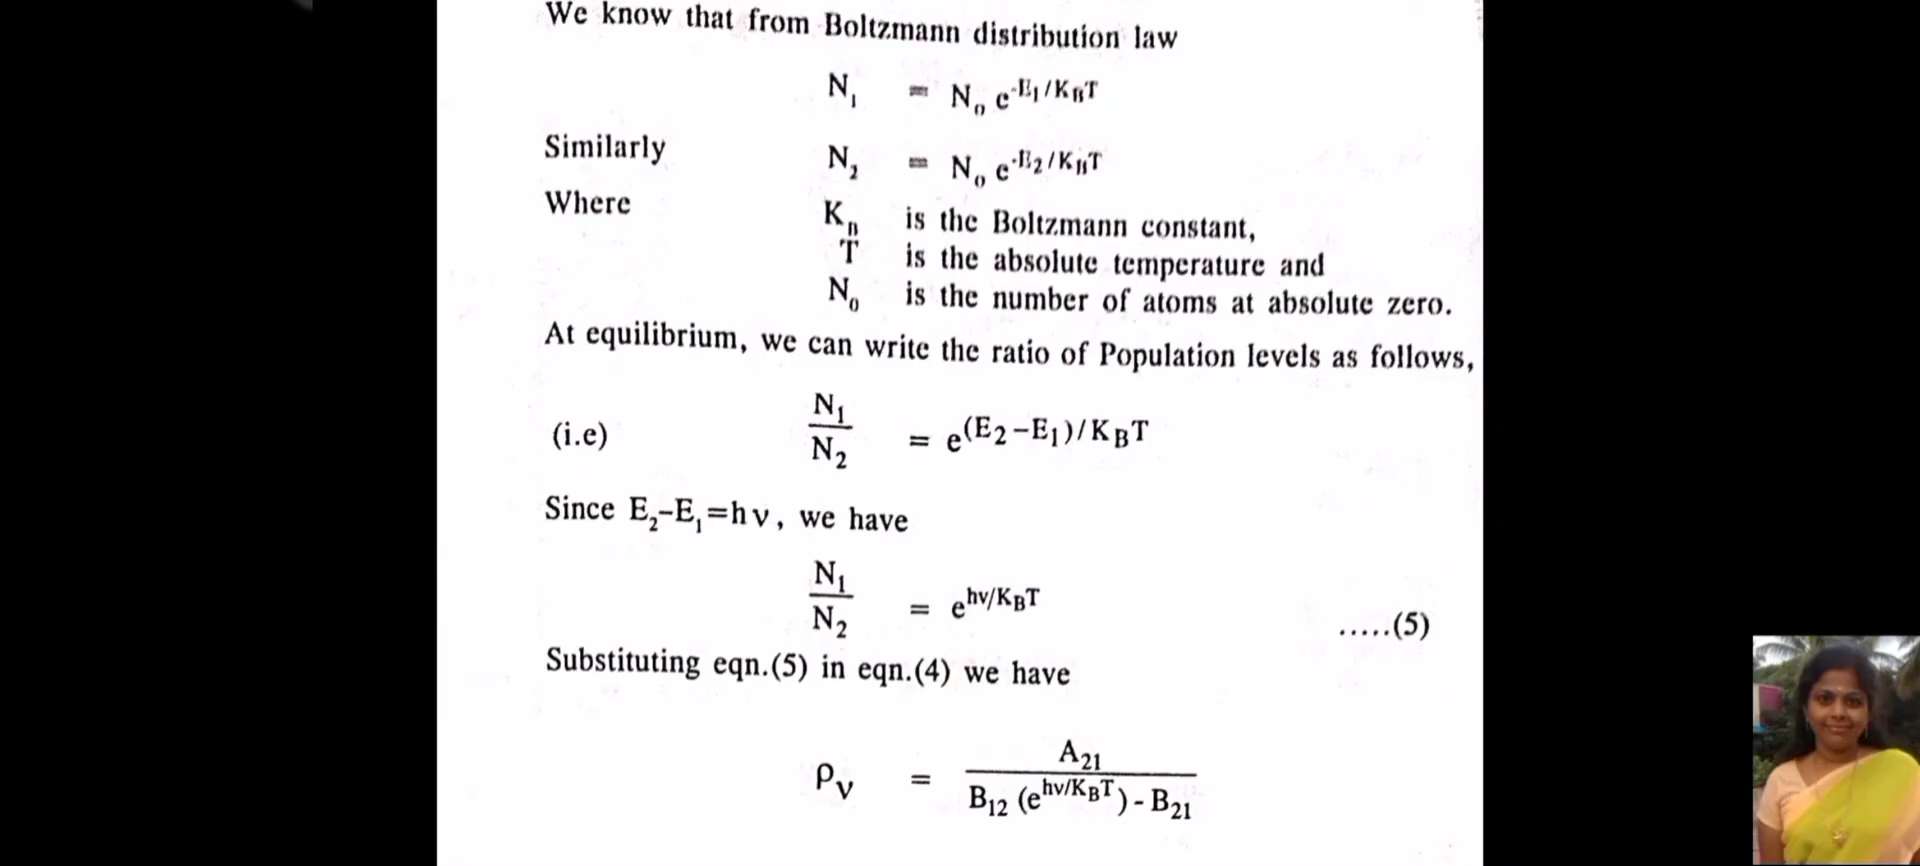 We know that from Boltzmann distribution law
N₁ = N₀ e^-E₁/K_BT
Similarly N₂ = N₀ e^-E₂/K_BT
Where K_B is the Boltzmann constant,
T is the absolute temperature and
N₀ is the number of atoms at absolute zero.
At equilibrium, we can write the ratio of Population levels as follows,
(i.e) N₁/N₂ = e^(E₂−E₁)/K_BT
Since E₂–E₁=hν, we have
N₁/N₂ = e^hν/K_BT .....(5)
Substituting eqn.(5) in eqn.(4) we have
ρ_ν = A₂₁ / B₁₂ (e^hν/K_BT) - B₂₁